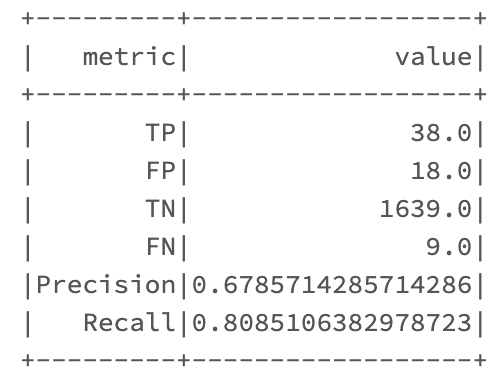 +---------+------------------+
|   metric|             value|
+---------+------------------+
|       TP|              38.0|
|       FP|              18.0|
|       TN|            1639.0|
|       FN|               9.0|
|Precision|0.6785714285714286|
|   Recall|0.8085106382978723|
+---------+------------------+